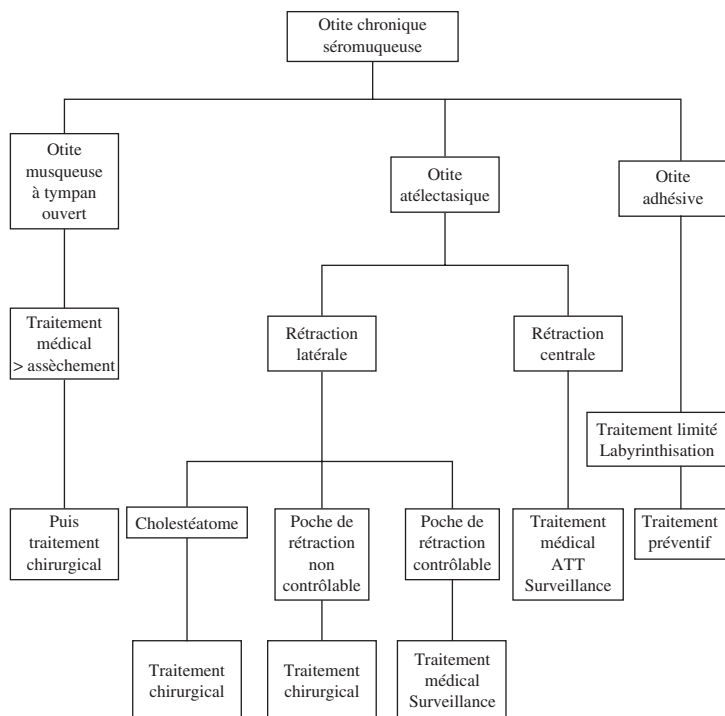 Otite chronique
séromuqueuse
Otite
musqueuse
à tympan
ouvert
Otite
atélectasique
Otite
adhésive
Traitement
médical
> assèchement
Rétraction
latérale
Rétraction
centrale
Traitement limité
Labyrinthisation
Puis
traitement
chirurgical
Cholestéatome
Poche de
rétraction
non
contrôlable
Poche de
rétraction
contrôlable
Traitement
médical
ATT
Surveillance
Traitement
préventif
Traitement
chirurgical
Traitement
chirurgical
Traitement
médical
Surveillance